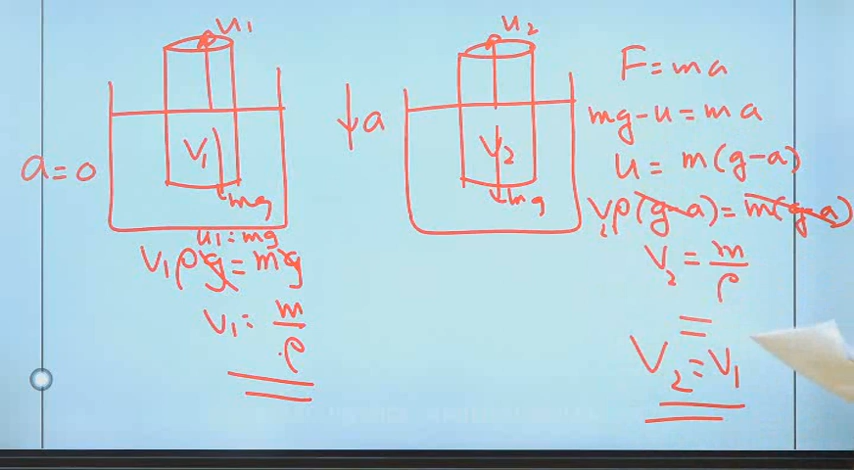 u₁
V₁
a = 0
mg
u₁ = mg
V₁ρg = mg
V₁ = m/ρ
↓a
u₂
V₂
mg
F = ma
mg-u = ma
u = m(g-a)
V₂ρ(g-a) = m(g-a)
V₂ = m/ρ
V₂ = V₁